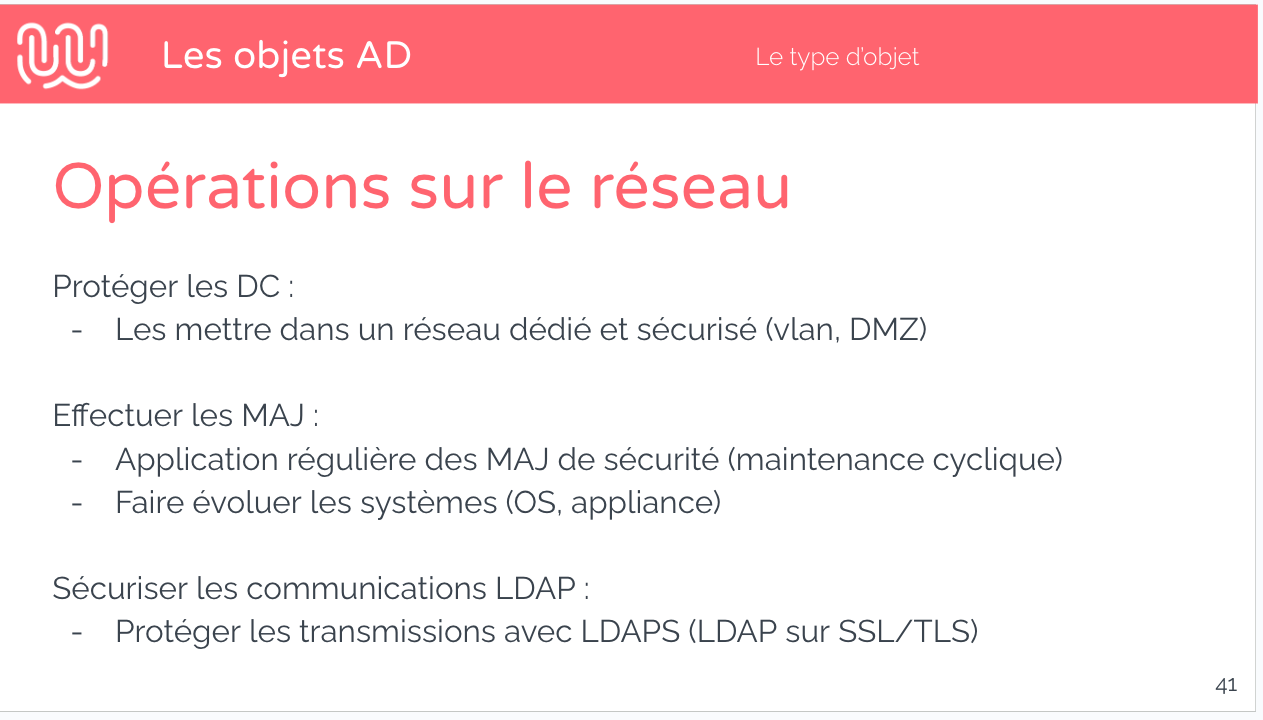 Les objets AD
Le type d'objet
Opérations sur le réseau
Protéger les DC :
- Les mettre dans un réseau dédié et sécurisé (vlan, DMZ)
Effectuer les MAJ :
- Application régulière des MAJ de sécurité (maintenance cyclique)
- Faire évoluer les systèmes (OS, appliance)
Sécuriser les communications LDAP :
- Protéger les transmissions avec LDAPS (LDAP sur SSL/TLS)
41